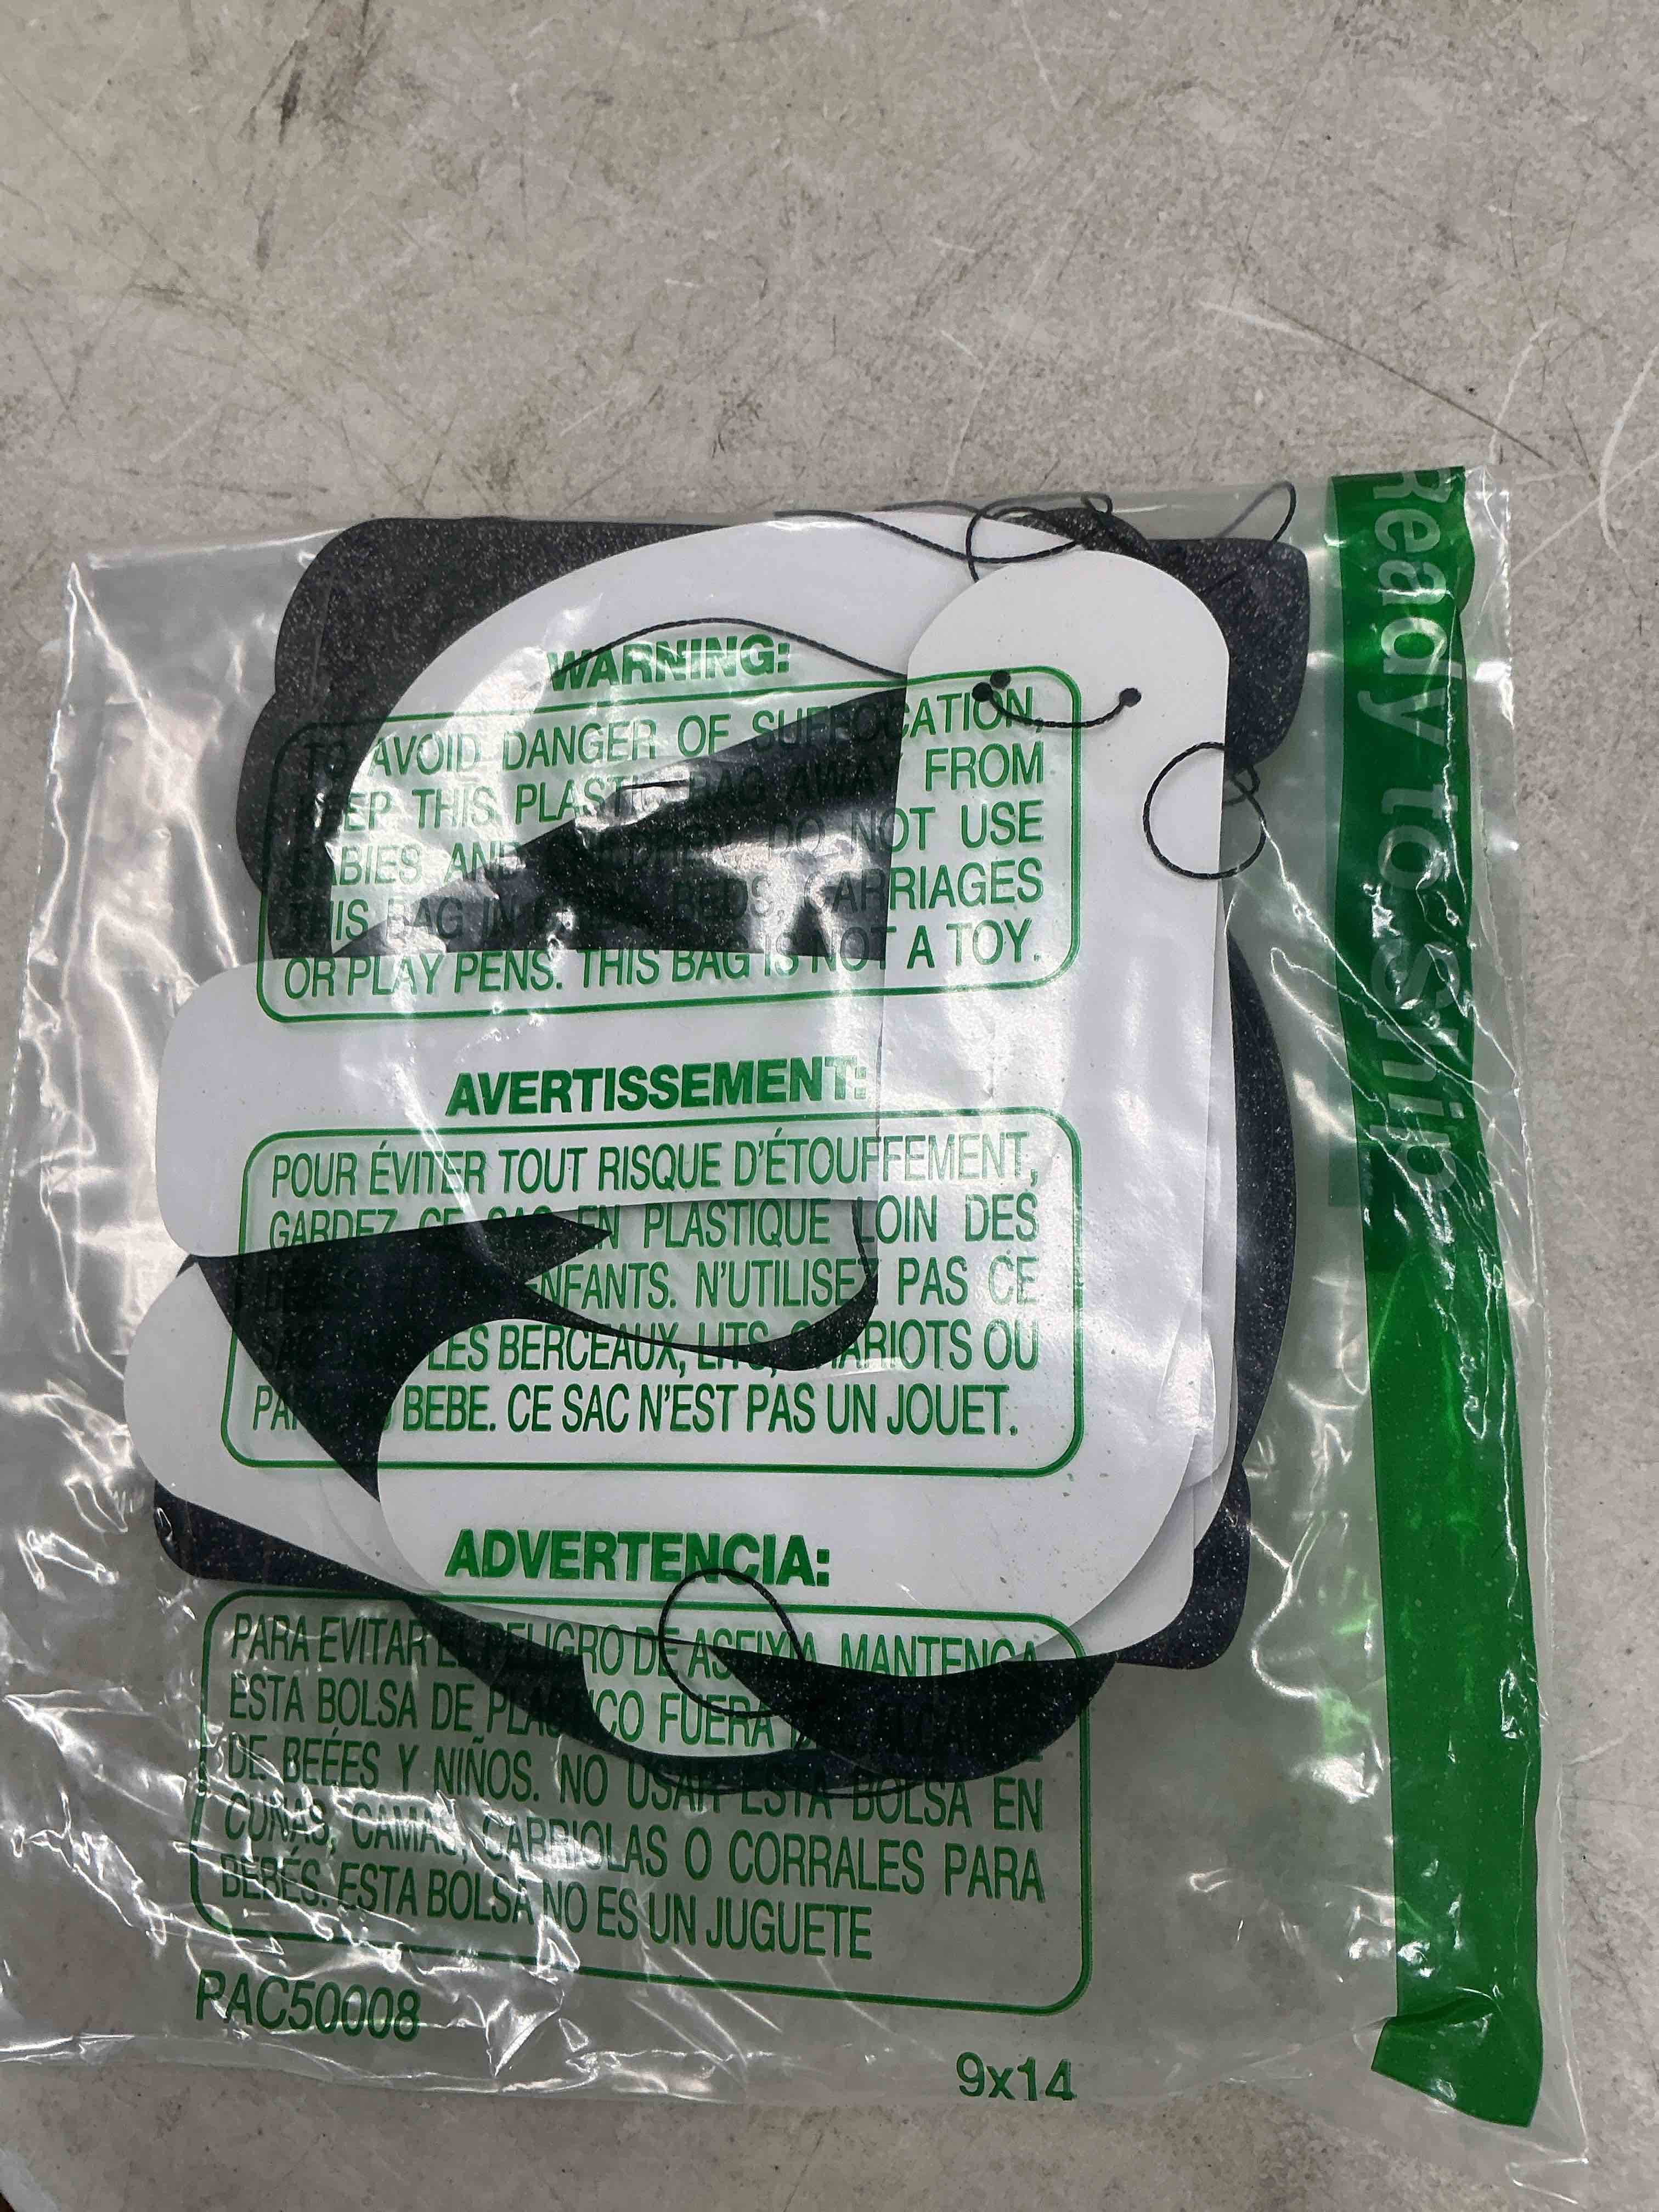 WARNING:
TO AVOID DANGER OF SUFFOCATION,
KEEP THIS PLASTIC BAG AWAY FROM
BABIES AND CHILDREN. DO NOT USE
THIS BAG IN BEDS, CARRIAGES
OR PLAY PENS. THIS BAG IS NOT A TOY.
AVERTISSEMENT:
POUR ÉVITER TOUT RISQUE D'ÉTOUFFEMENT,
GARDEZ CE SAC EN PLASTIQUE LOIN DES
ENFANTS. N'UTILISEZ PAS CE
SAC LES BERCEAUX, LITS, CHARIOTS OU
BEBE. CE SAC N'EST PAS UN JOUET.
ADVERTENCIA:
PARA EVITAR EL PELIGRO DE ASFIXIA, MANTENGA
ESTA BOLSA DE PLASTICO FUERA ALCANCE
DE BEÉES Y NIÑOS. NO USAR ESTA BOLSA EN
CUNAS, CAMAS, CARRIOLAS O CORRALES PARA
BEBÉS. ESTA BOLSA NO ES UN JUGUETE
PAC50008
9x14
Ready to Ship